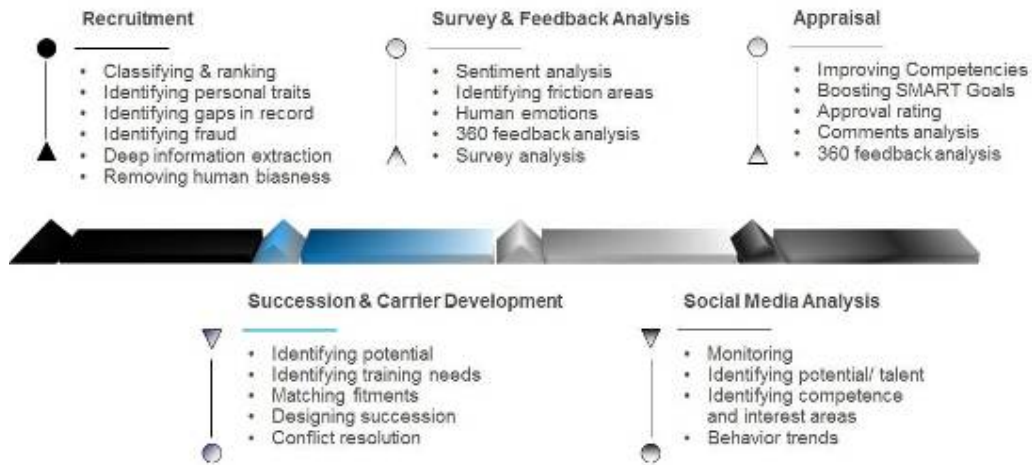 Recruitment
• Classifying & ranking
• Identifying personal traits
• Identifying gaps in record
• Identifying fraud
• Deep information extraction
• Removing human biasness
Survey & Feedback Analysis
• Sentiment analysis
• Identifying friction areas
• Human emotions
• 360 feedback analysis
• Survey analysis
Appraisal
• Improving Competencies
• Boosting SMART Goals
• Approval rating
• Comments analysis
• 360 feedback analysis
Succession & Carrier Development
• Identifying potential
• Identifying training needs
• Matching fitments
• Designing succession
• Conflict resolution
Social Media Analysis
• Monitoring
• Identifying potential/ talent
• Identifying competence
and interest areas
• Behavior trends